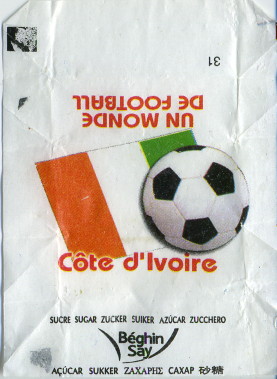 31
UN MONDE
DE FOOTBALL
Côte d'Ivoire
SUCRE SUGAR ZUCKER SUIKER AZÚCAR ZUCCHERO
Béghin
Say
AÇÚCAR SUKKER ΖΑΧΑΡΗΣ CAXAP 砂糖